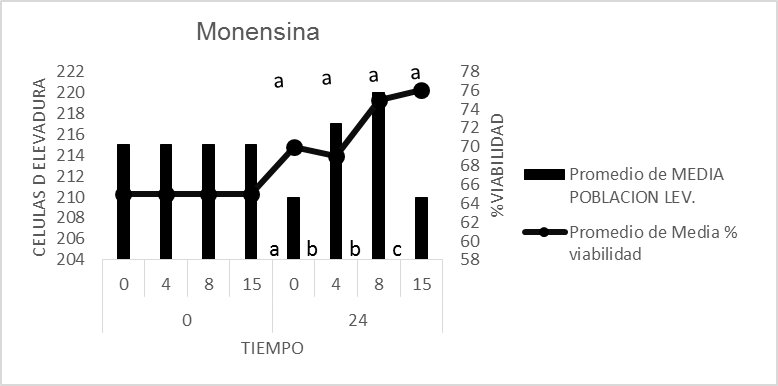 Monensina
222
220
218
216
214
212
210
208
206
204
CELULAS DELEVADURA
78
76
74
72
70
68
66
64
62
60
58
%VIABILIDAD
a a a a
a b b c
0 4 8 15 0 4 8 15
0 24
TIEMPO
Promedio de MEDIA
POBLACION LEV.
Promedio de Media %
viabilidad